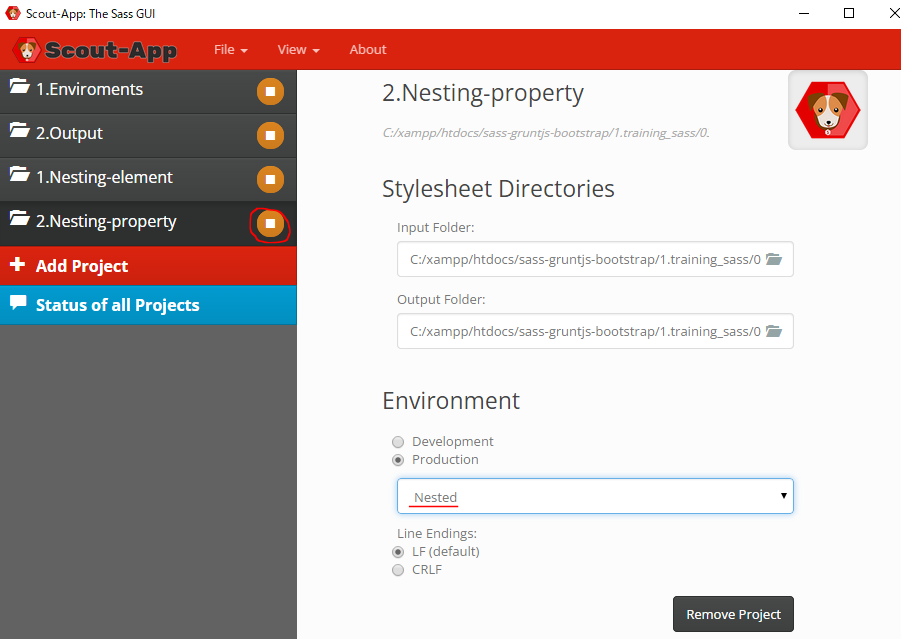 Scout-App: The Sass GUI
Scout-App File View About
1.Enviroments
2.Output
1.Nesting-element
2.Nesting-property
Add Project
Status of all Projects
2.Nesting-property
C:/xampp/htdocs/sass-gruntjs-bootstrap/1.training_sass/0.
Stylesheet Directories
Input Folder:
C:/xampp/htdocs/sass-gruntjs-bootstrap/1.training_sass/0
Output Folder:
C:/xampp/htdocs/sass-gruntjs-bootstrap/1.training_sass/0
Environment
Development
Production
Nested
Line Endings:
LF (default)
CRLF
Remove Project